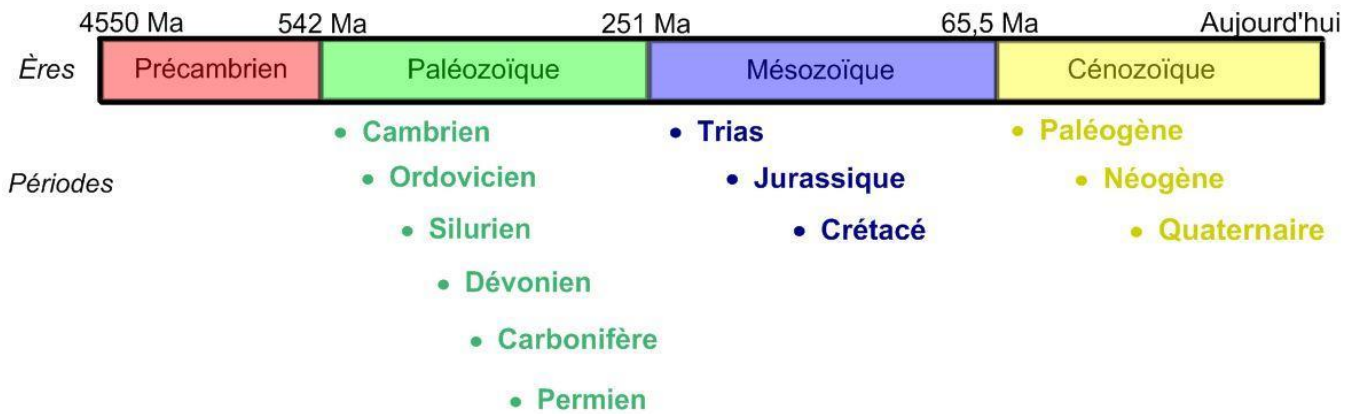 4550 Ma 542 Ma 251 Ma 65,5 Ma Aujourd'hui
Ères Précambrien Paléozoïque Mésozoïque Cénozoïque
• Cambrien • Trias • Paléogène
Périodes • Ordovicien • Jurassique • Néogène
• Silurien • Crétacé • Quaternaire
• Dévonien
• Carbonifère
• Permien